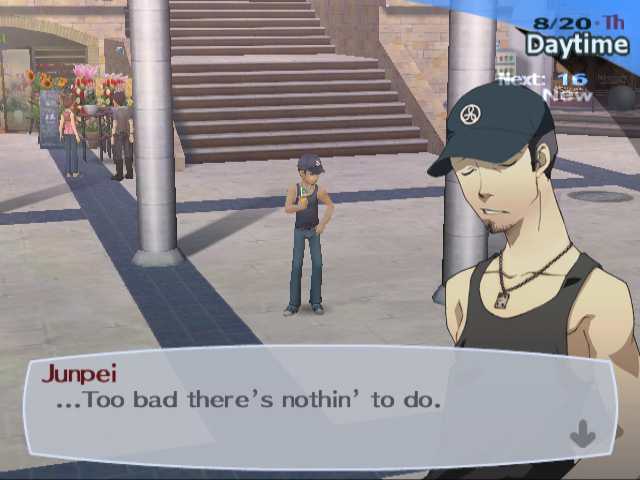 8/20・Th
Daytime
Next: 16
New
Junpei
...Too bad there's nothin' to do.